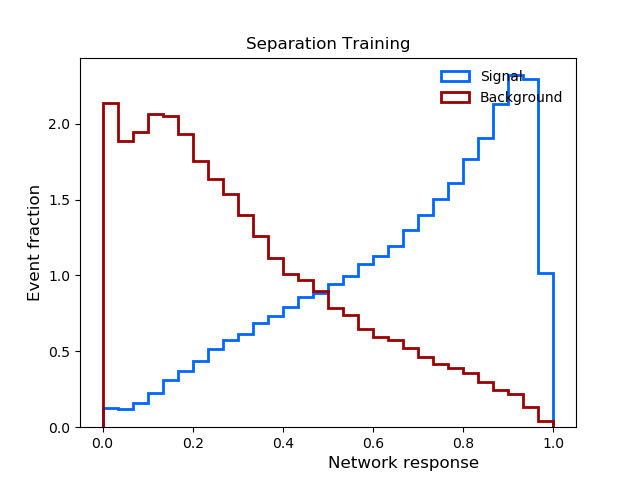 Separation Training
Signal
Background
Event fraction
2.0
1.5
1.0
0.5
0.0
0.0 0.2 0.4 0.6 0.8 1.0
Network response